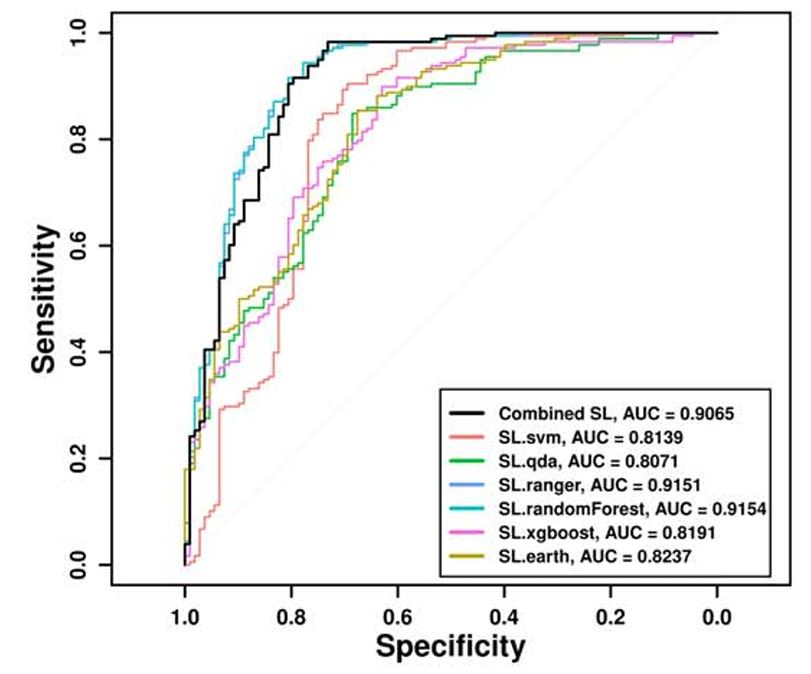 1.0
0.8
0.6
0.4
0.2
0.0
Sensitivity
Combined SL, AUC = 0.9065
SL.svm, AUC = 0.8139
SL.qda, AUC = 0.8071
SL.ranger, AUC = 0.9151
SL.randomForest, AUC = 0.9154
SL.xgboost, AUC = 0.8191
SL.earth, AUC = 0.8237
1.0 0.8 0.6 0.4 0.2 0.0
Specificity